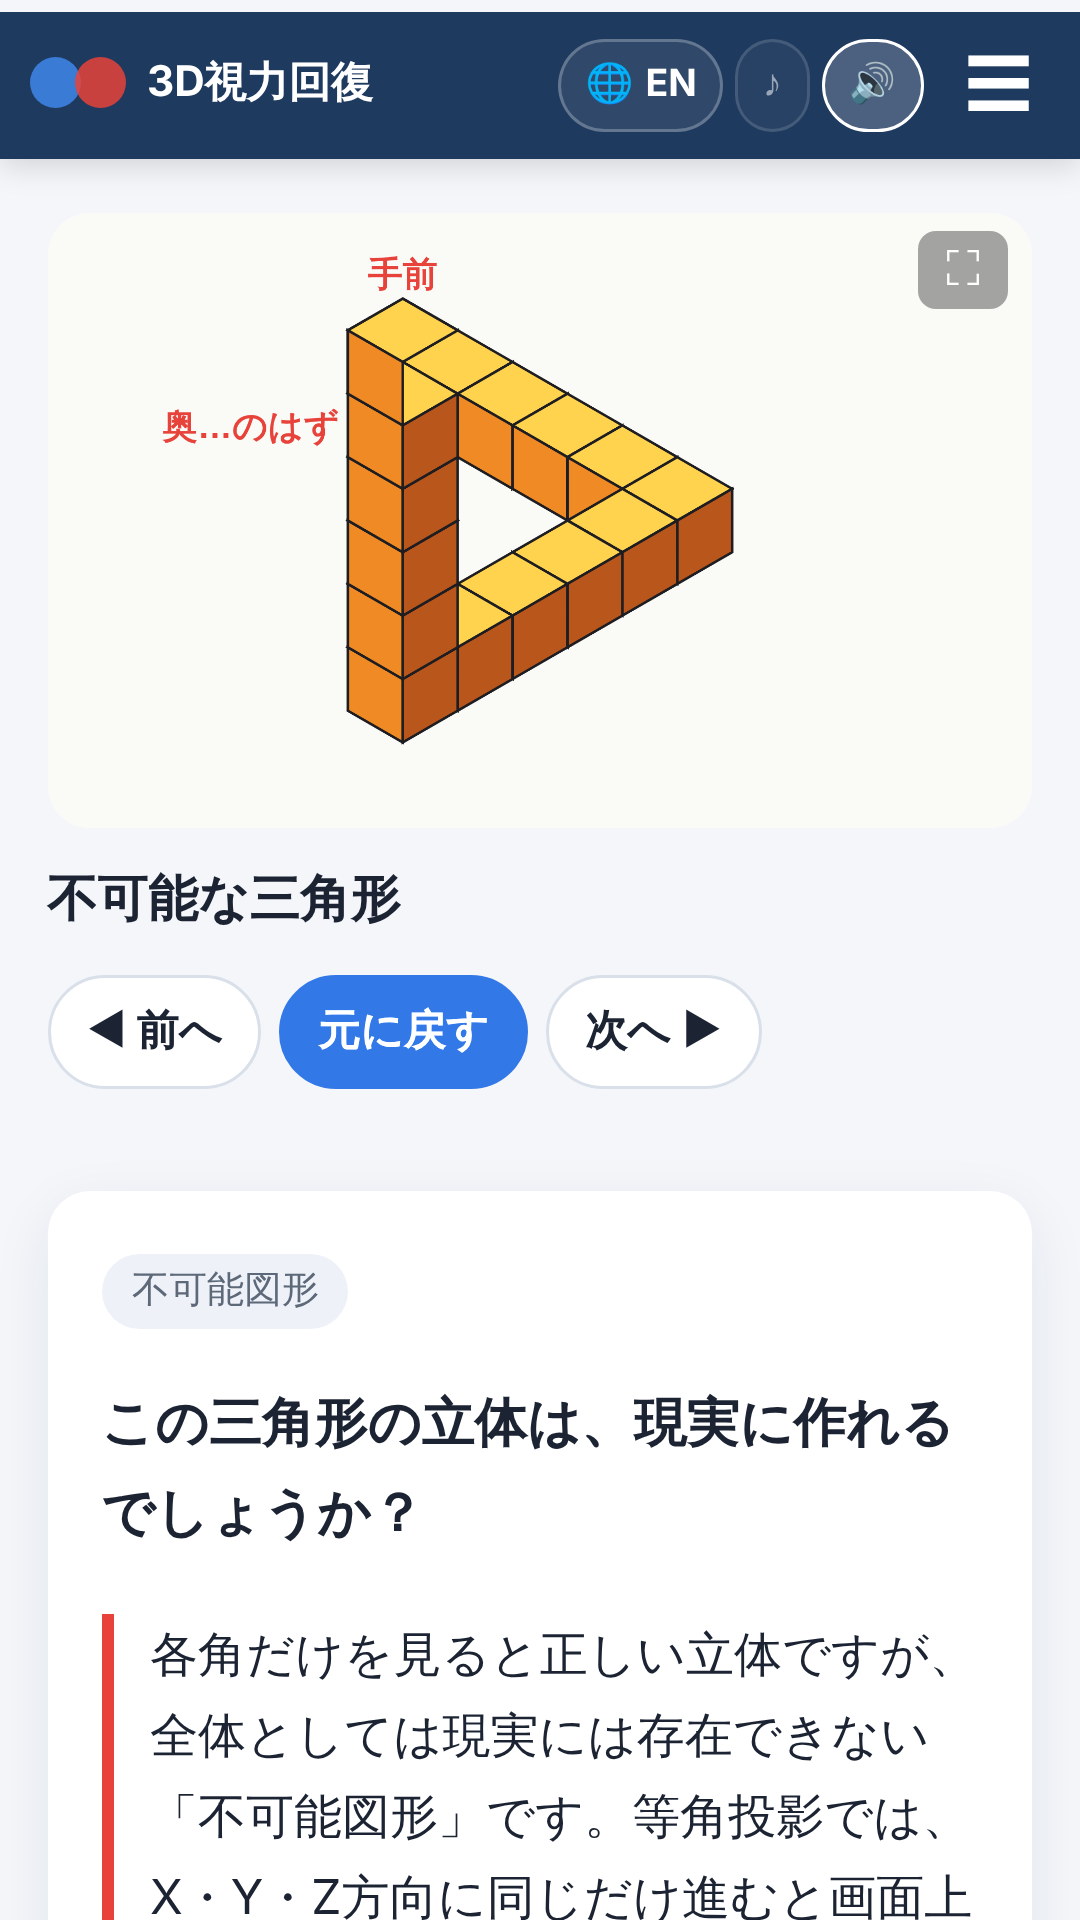 3D視力回復
🌐 EN
♪
手前
奥…のはず
不可能な三角形
◀ 前へ
元に戻す
次へ ▶
不可能図形
この三角形の立体は、現実に作れる
でしょうか？
各角だけを見ると正しい立体ですが、
全体としては現実には存在できない
「不可能図形」です。等角投影では、
X・Y・Z方向に同じだけ進むと画面上